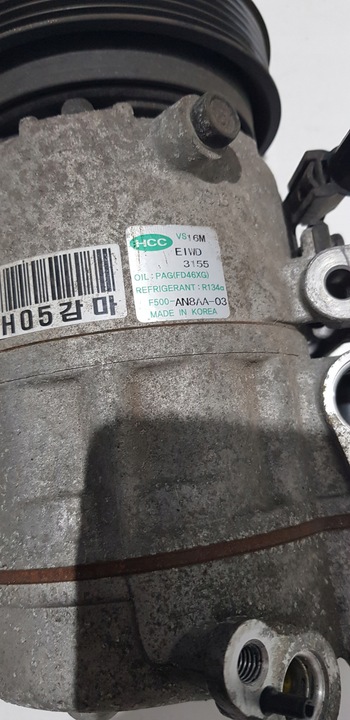 HCC VS16M
EIWD
3155
OIL: PAG(FD46XG)
REFRIGERANT: R134a
F500-AN8AA-03
MADE IN KOREA
H05감마